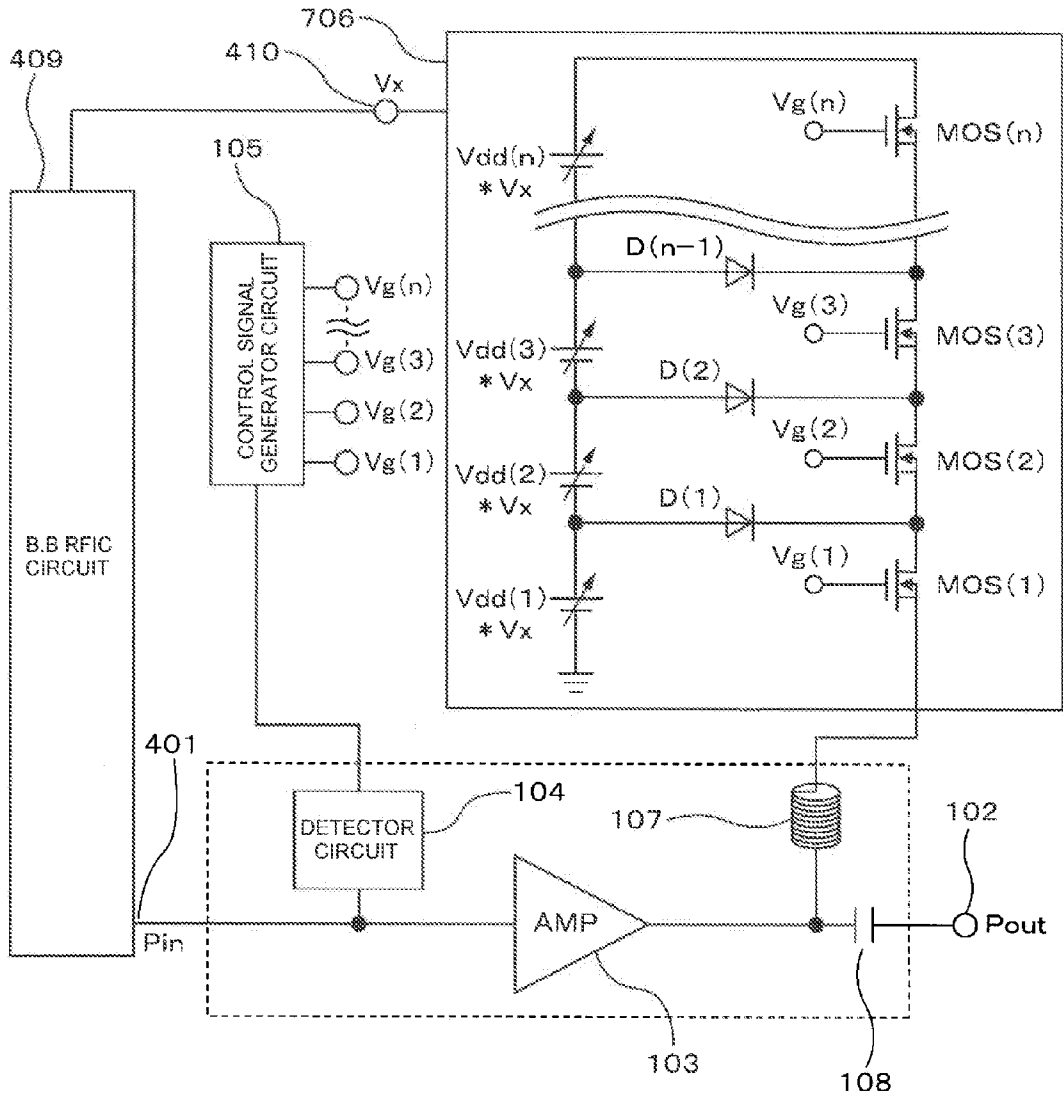 706
409
410
Vx
105
CONTROL SIGNAL
GENERATOR CIRCUIT
Vg(n)
Vg(3)
Vg(2)
Vg(1)
B.B RFIC
CIRCUIT
Vg(n)
MOS(n)
Vdd(n)
*Vx
D(n-1)
Vg(3)
MOS(3)
Vdd(3)
*Vx
D(2)
Vg(2)
MOS(2)
Vdd(2)
*Vx
D(1)
Vg(1)
MOS(1)
Vdd(1)
*Vx
401
Pin
104
DETECTOR
CIRCUIT
107
102
AMP
Pout
103
108